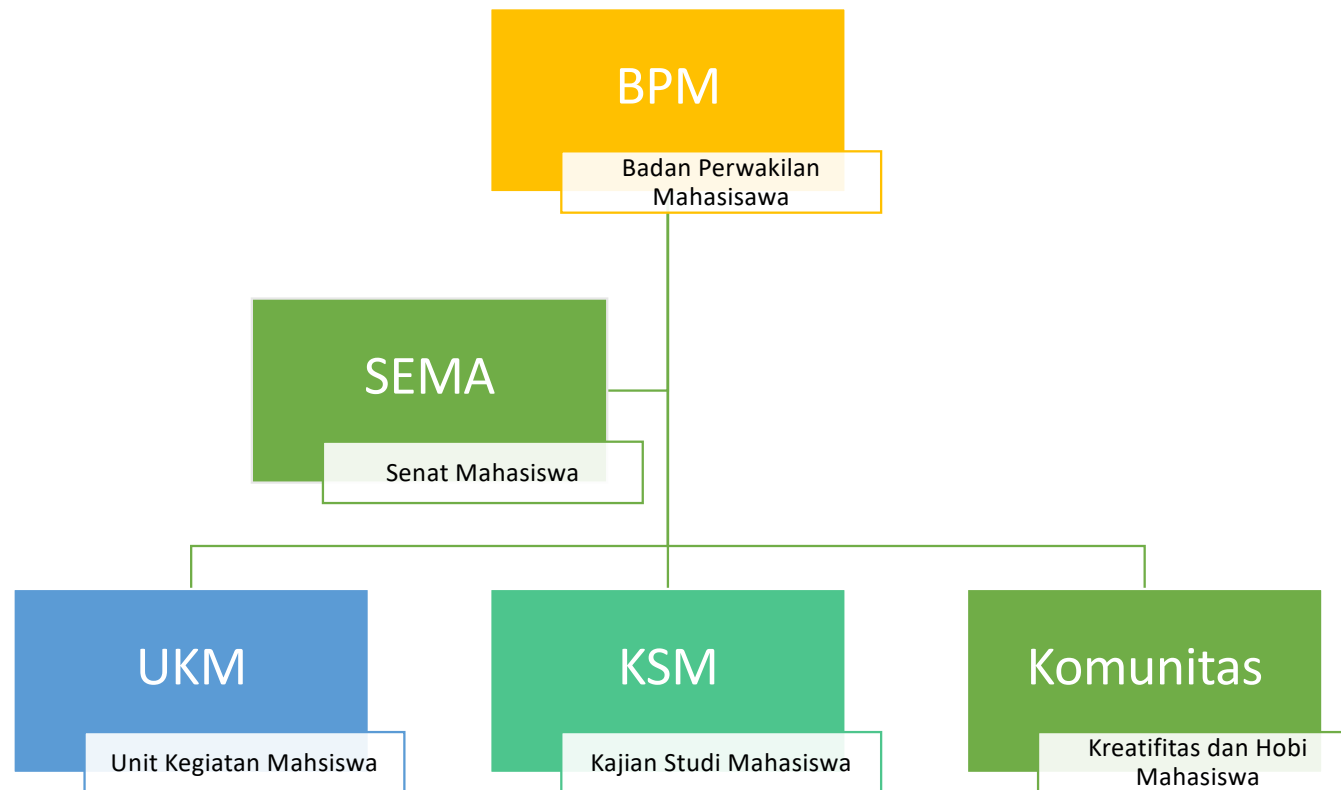 BPM
Badan Perwakilan
Mahasisawa
SEMA
Senat Mahasiswa
UKM
Unit Kegiatan Mahsiswa
KSM
Kajian Studi Mahasiswa
Komunitas
Kreatifitas dan Hobi
Mahasiswa